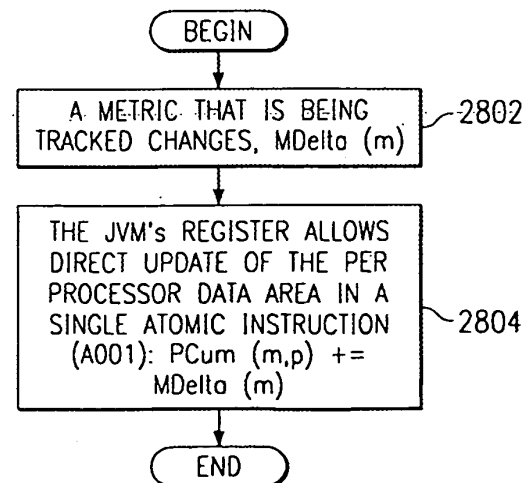 BEGIN
A METRIC THAT IS BEING
TRACKED CHANGES, MDelta (m)
2802
THE JVM's REGISTER ALLOWS
DIRECT UPDATE OF THE PER
PROCESSOR DATA AREA IN A
SINGLE ATOMIC INSTRUCTION
(A001): PCum (m,p) +=
MDelta (m)
2804
END